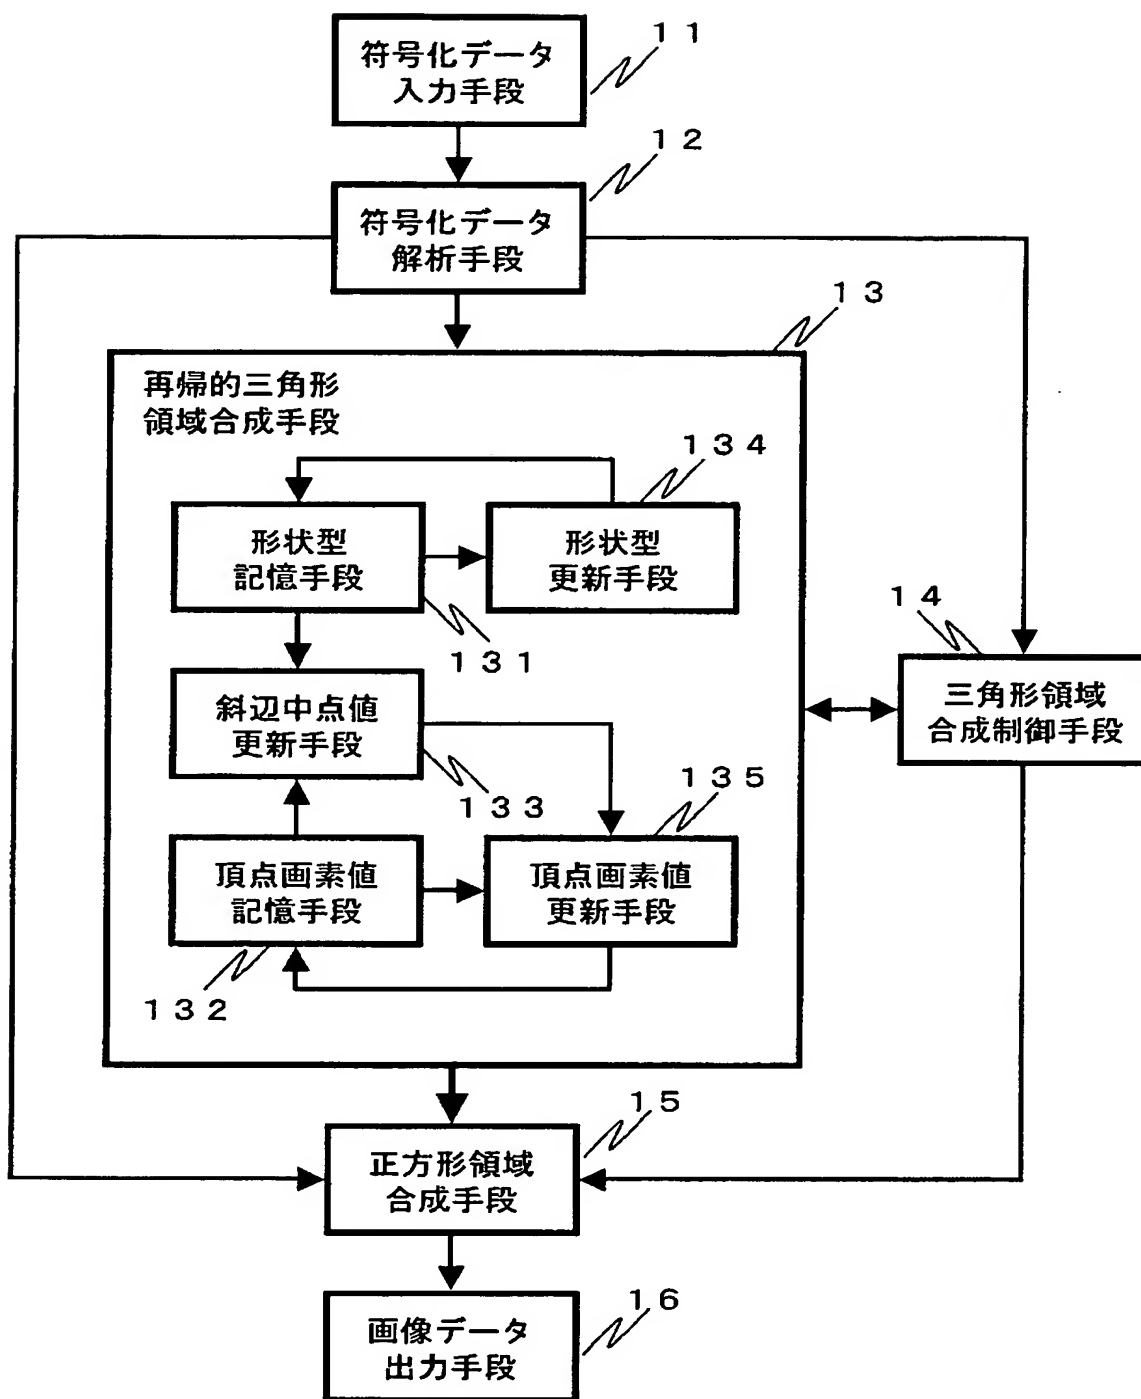 符号化データ
入力手段
11
符号化データ
解析手段
12
13
再帰的三角形
領域合成手段
134
形状型
記憶手段
形状型
更新手段
131
14
三角形領域
合成制御手段
斜辺中点値
更新手段
133
135
頂点画素値
記憶手段
頂点画素値
更新手段
132
15
正方形領域
合成手段
16
画像データ
出力手段